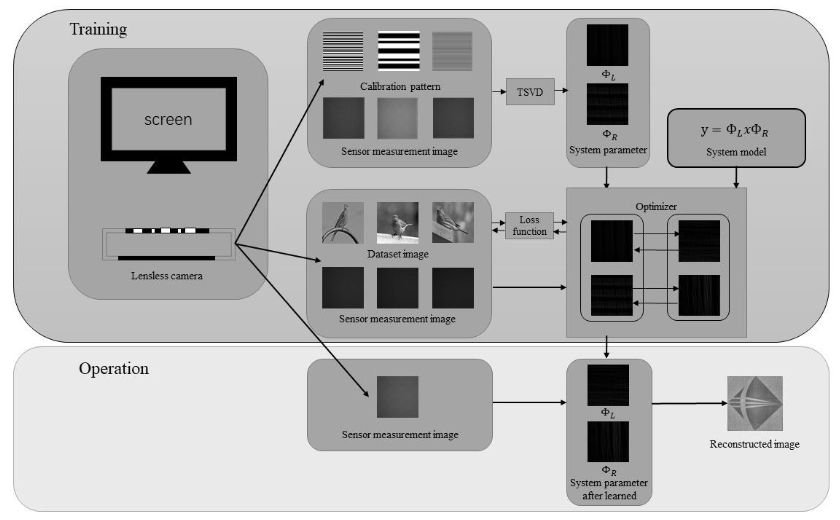 Training
screen
Lensless camera
Calibration pattern
Sensor measurement image
TSVD
Φ_L
Φ_R
System parameter
y = Φ_L xΦ_R
System model
Dataset image
Sensor measurement image
Loss
function
Optimizer
Operation
Sensor measurement image
Φ_L
Φ_R
System parameter
after learned
Reconstructed image